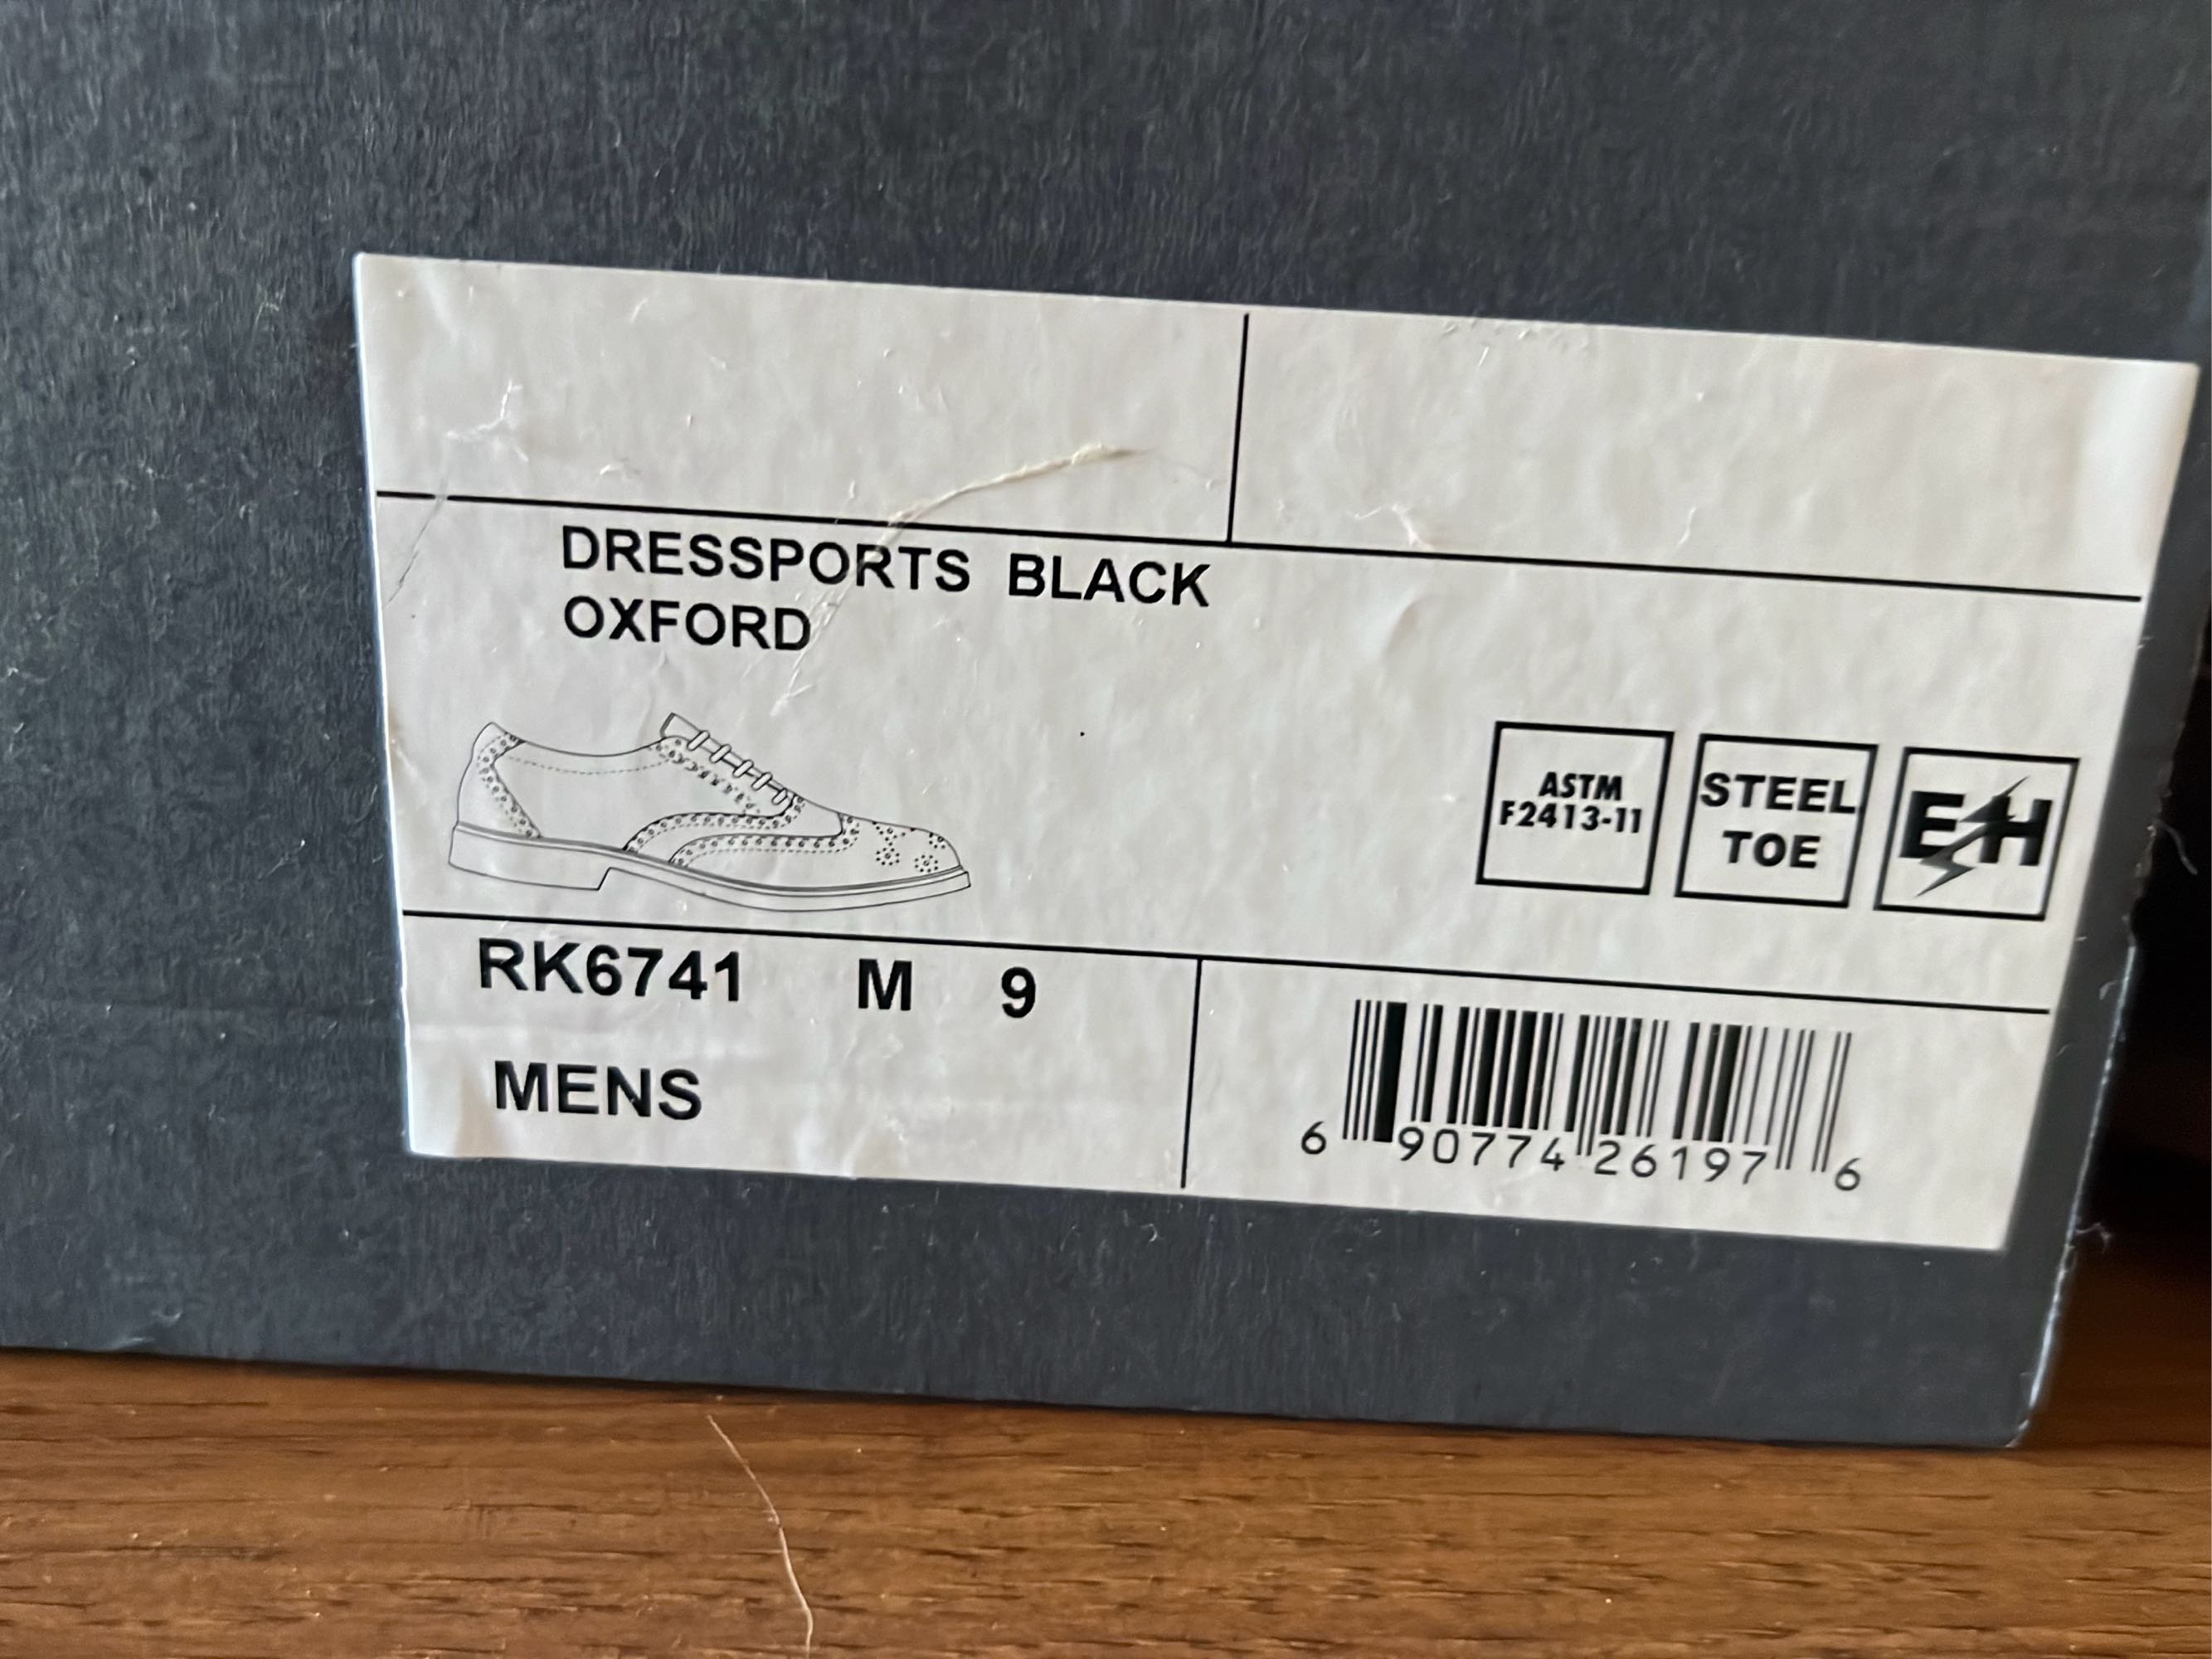 DRESSPORTS BLACK
OXFORD
ASTM
F2413-11
STEEL
TOE
EH
RK6741 M 9
MENS
6 90774 26197 6